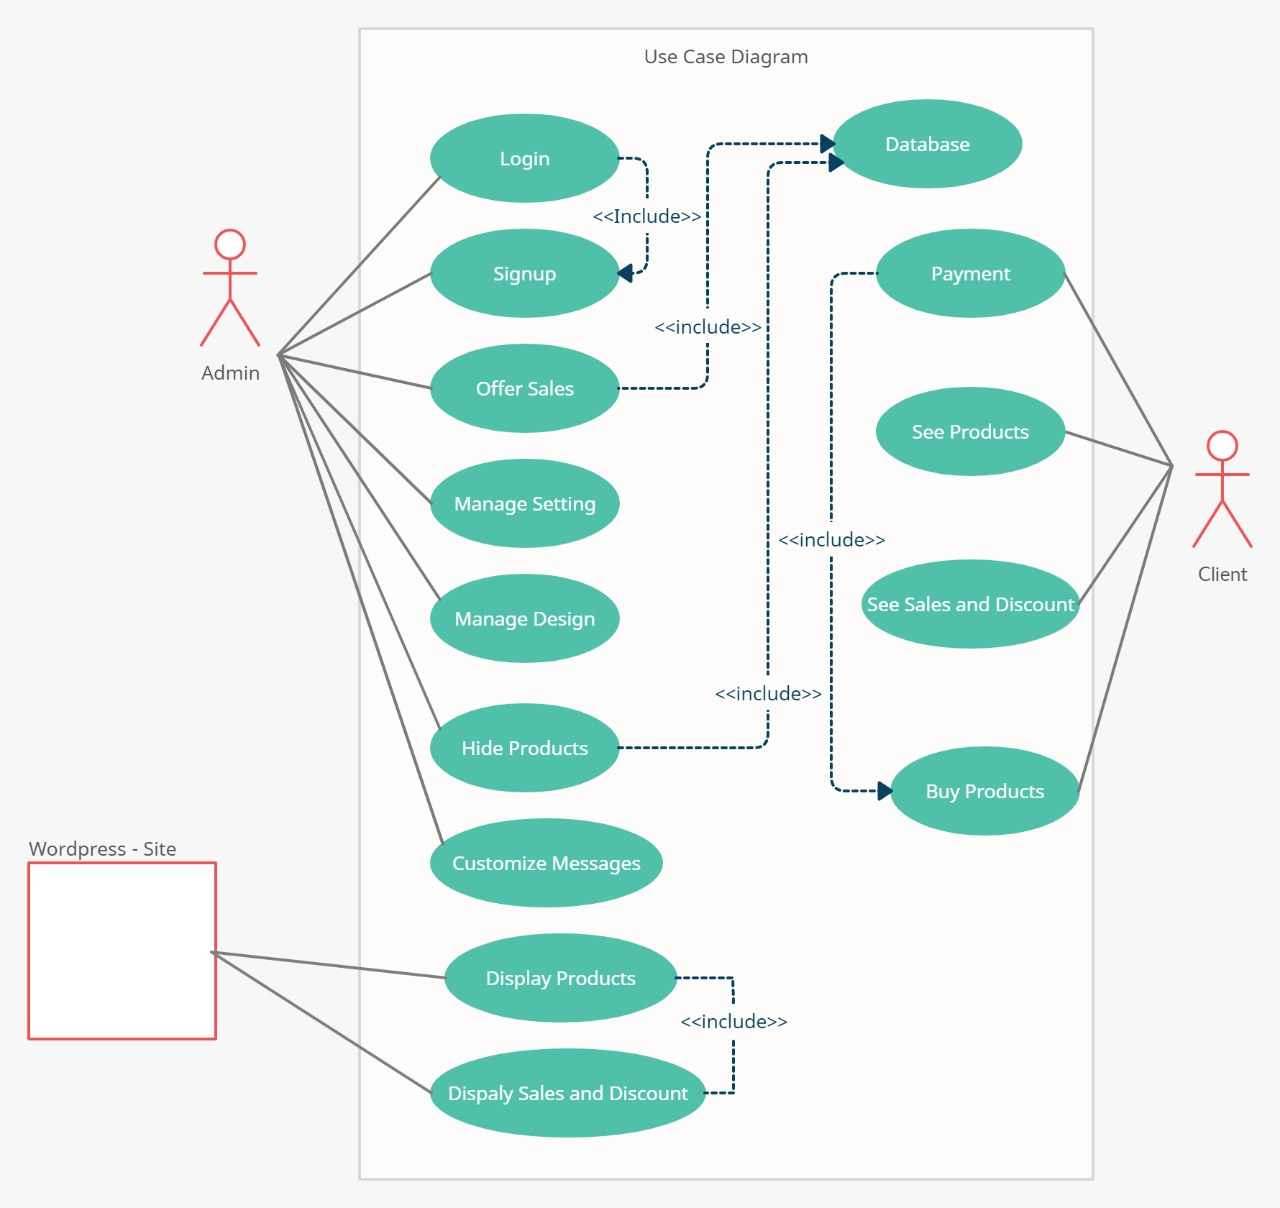 Use Case Diagram
Login
Database
<<Include>>
Signup
Payment
Admin
<<include>>
Offer Sales
See Products
Manage Setting
<<include>>
Client
See Sales and Discount
Manage Design
<<include>>
Hide Products
Buy Products
Wordpress - Site
Customize Messages
Display Products
<<include>>
Dispaly Sales and Discount